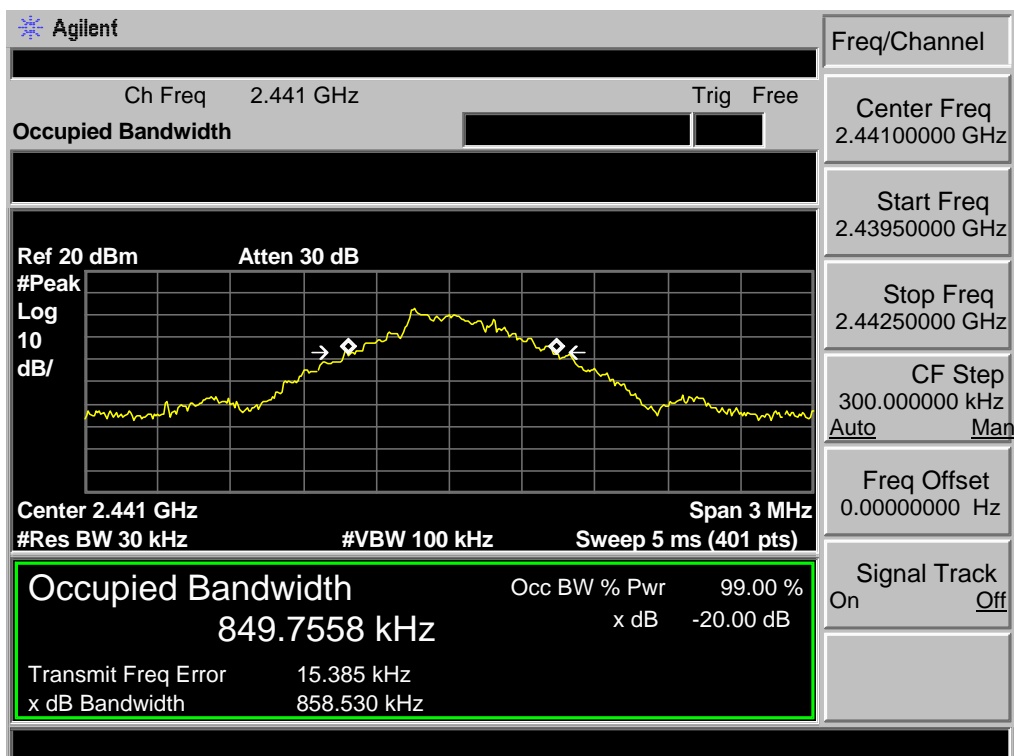 Agilent
Freq/Channel
Ch Freq 2.441 GHz Trig Free
Occupied Bandwidth
Center Freq
2.44100000 GHz
Start Freq
2.43950000 GHz
Stop Freq
2.44250000 GHz
CF Step
300.000000 kHz
Auto Man
Freq Offset
0.00000000 Hz
Signal Track
On Off
Ref 20 dBm Atten 30 dB
#Peak
Log
10
dB/
Center 2.441 GHz Span 3 MHz
#Res BW 30 kHz #VBW 100 kHz Sweep 5 ms (401 pts)
Occupied Bandwidth
849.7558 kHz
Occ BW % Pwr 99.00 %
x dB -20.00 dB
Transmit Freq Error 15.385 kHz
x dB Bandwidth 858.530 kHz